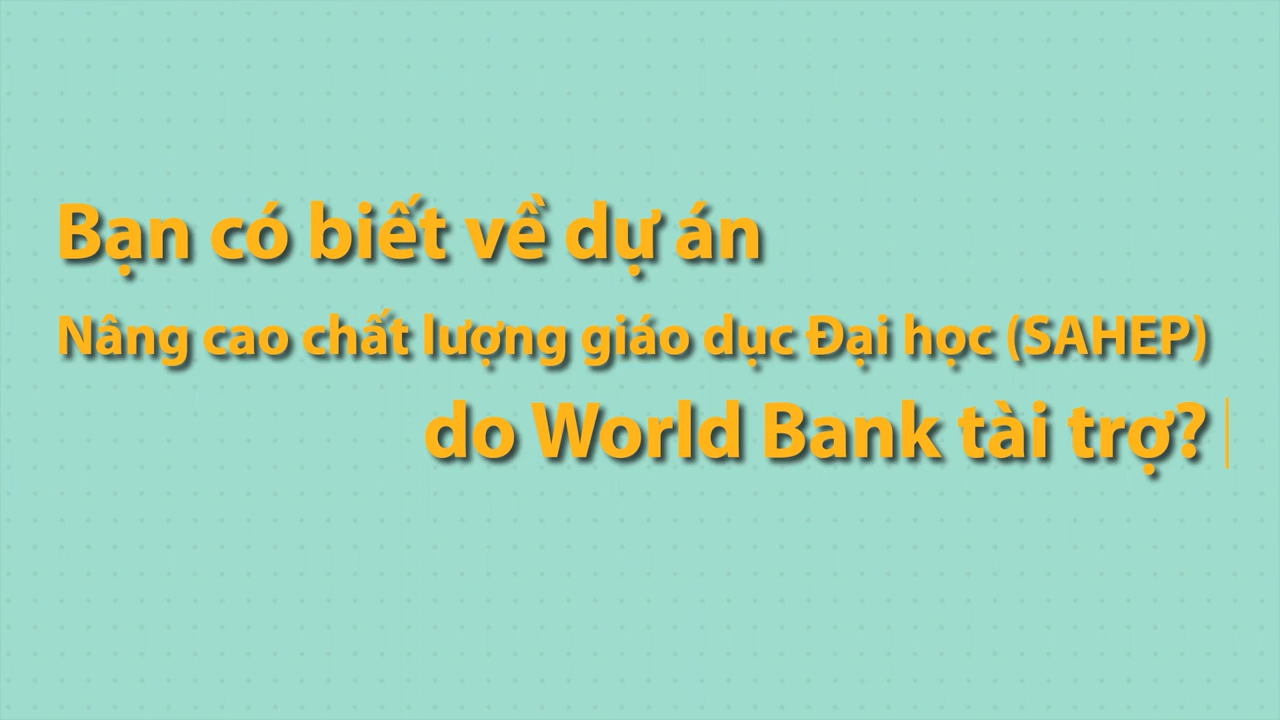 Bạn có biết về dự án
Nâng cao chất lượng giáo dục Đại học (SAHEP)
do World Bank tài trợ?